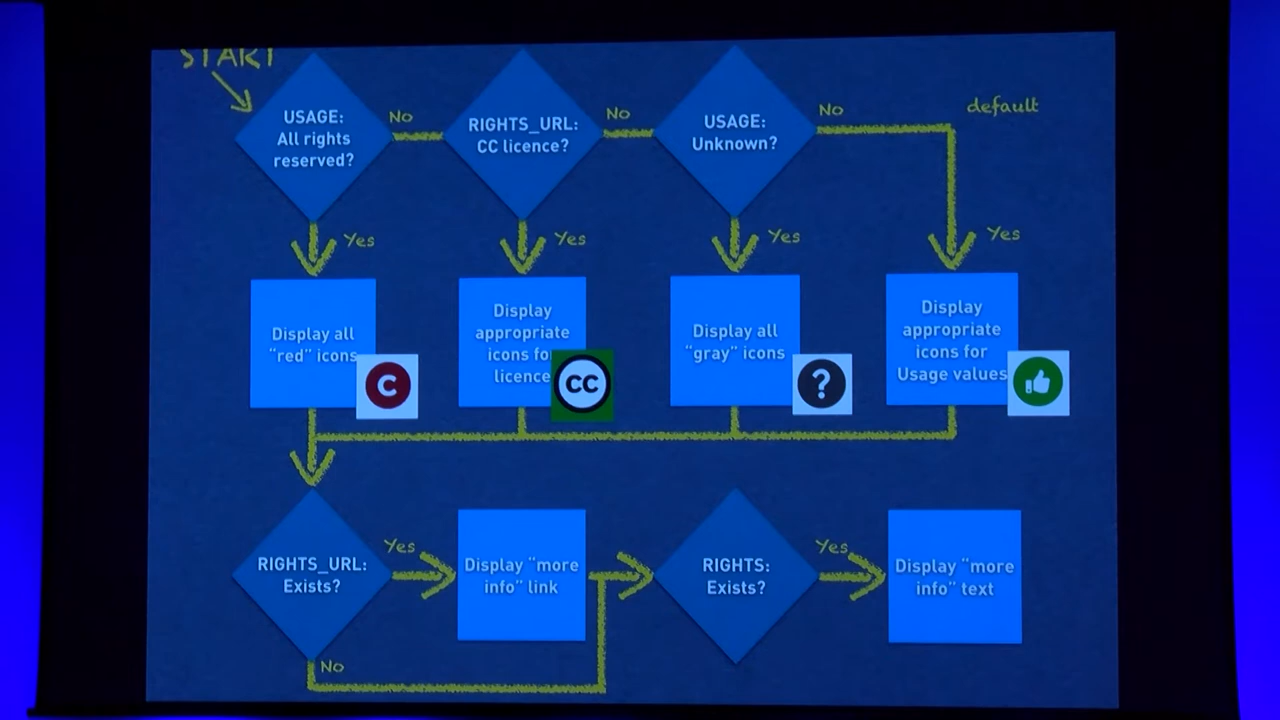 START
USAGE:
All rights
reserved?
No
RIGHTS_URL:
CC licence?
No
USAGE:
Unknown?
No
default
Yes
Yes
Yes
Yes
Display all
“red” icons
C
Display
appropriate
icons for
licence
CC
Display all
“gray” icons
?
Display
appropriate
icons for
Usage values
RIGHTS_URL:
Exists?
Yes
No
Display “more
info” link
RIGHTS:
Exists?
Yes
Display “more
info” text